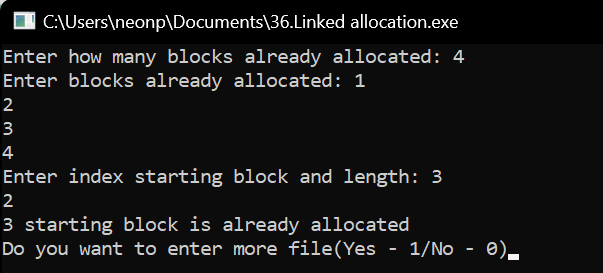 C:\Users\neonp\Documents\36.Linked allocation.exe
Enter how many blocks already allocated: 4
Enter blocks already allocated: 1
2
3
4
Enter index starting block and length: 3
2
3 starting block is already allocated
Do you want to enter more file(Yes - 1/No - 0)